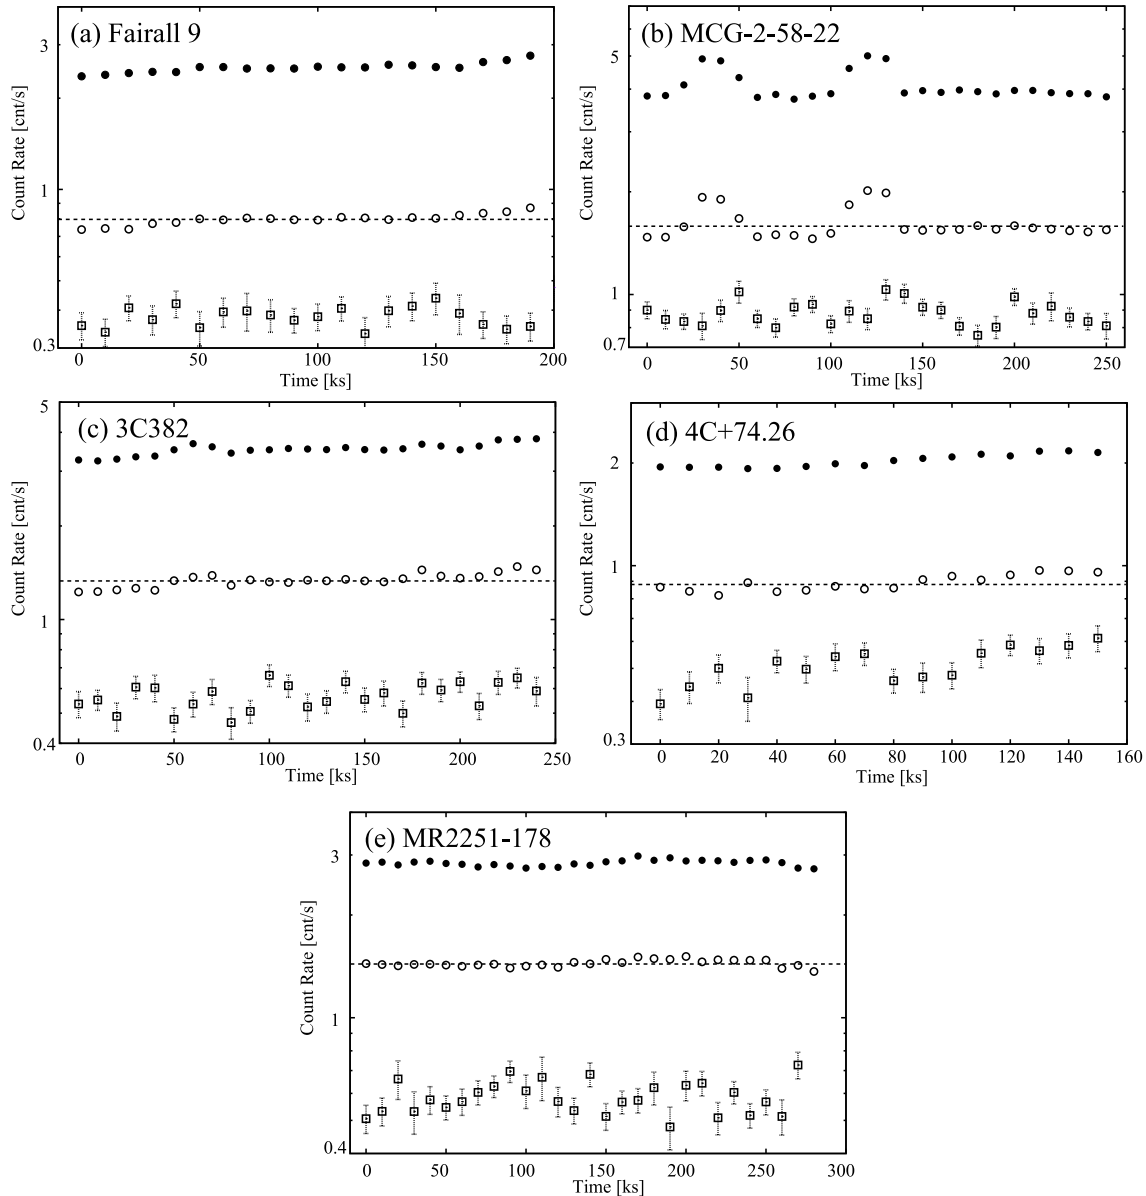 (a) Fairall 9
Count Rate [cnt/s]
3
1
0.3
0 50 100 150 200
Time [ks]
(b) MCG-2-58-22
Count Rate [cnt/s]
5
1
0.7
0 50 100 150 200 250
Time [ks]
(c) 3C382
Count Rate [cnt/s]
5
1
0.4
0 50 100 150 200 250
Time [ks]
(d) 4C+74.26
Count Rate [cnt/s]
2
1
0.3
0 20 40 60 80 100 120 140 160
Time [ks]
(e) MR2251-178
Count Rate [cnt/s]
3
1
0.4
0 50 100 150 200 250 300
Time [ks]